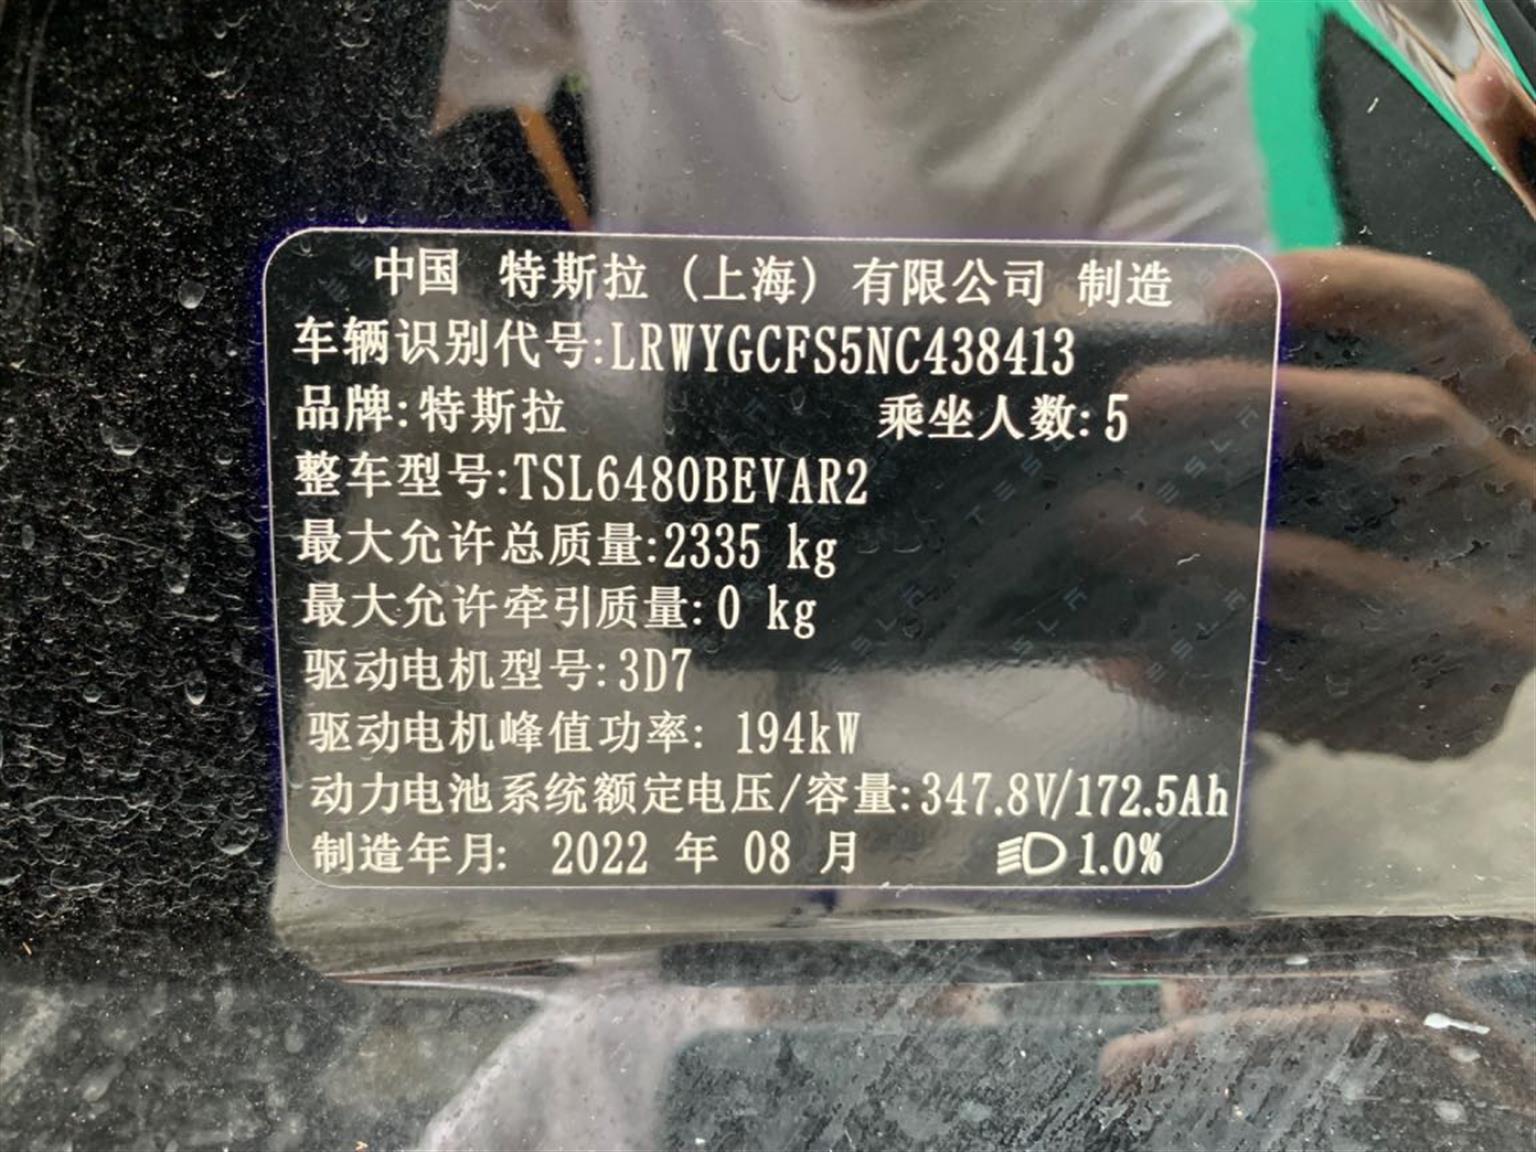 中国 特斯拉 (上海) 有限公司 制造
车辆识别代号:LRWYGCFS5NC438413
品牌:特斯拉 乘坐人数:5
整车型号:TSL6480BEVAR2
最大允许总质量:2335 kg
最大允许牵引质量:0 kg
驱动电机型号:3D7
驱动电机峰值功率: 194kW
动力电池系统额定电压/容量:347.8V/172.5Ah
制造年月: 2022 年 08 月 1.0%